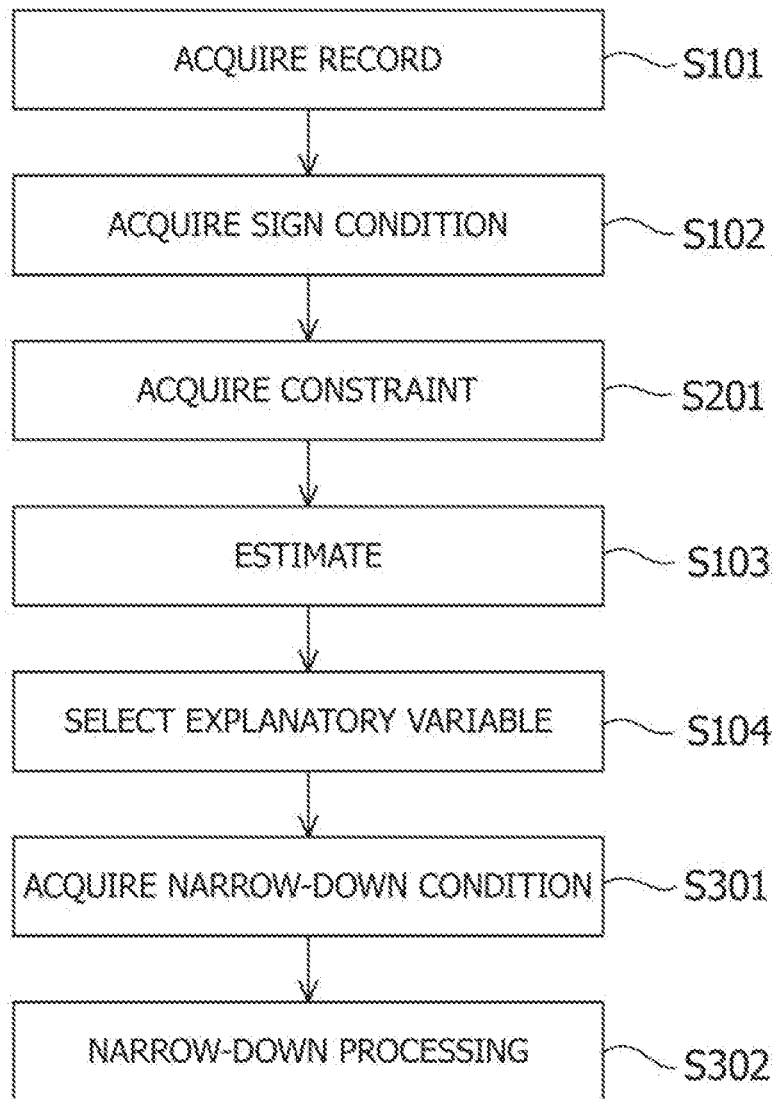 ACQUIRE RECORD S101
ACQUIRE SIGN CONDITION S102
ACQUIRE CONSTRAINT S201
ESTIMATE S103
SELECT EXPLANATORY VARIABLE S104
ACQUIRE NARROW-DOWN CONDITION S301
NARROW-DOWN PROCESSING S302